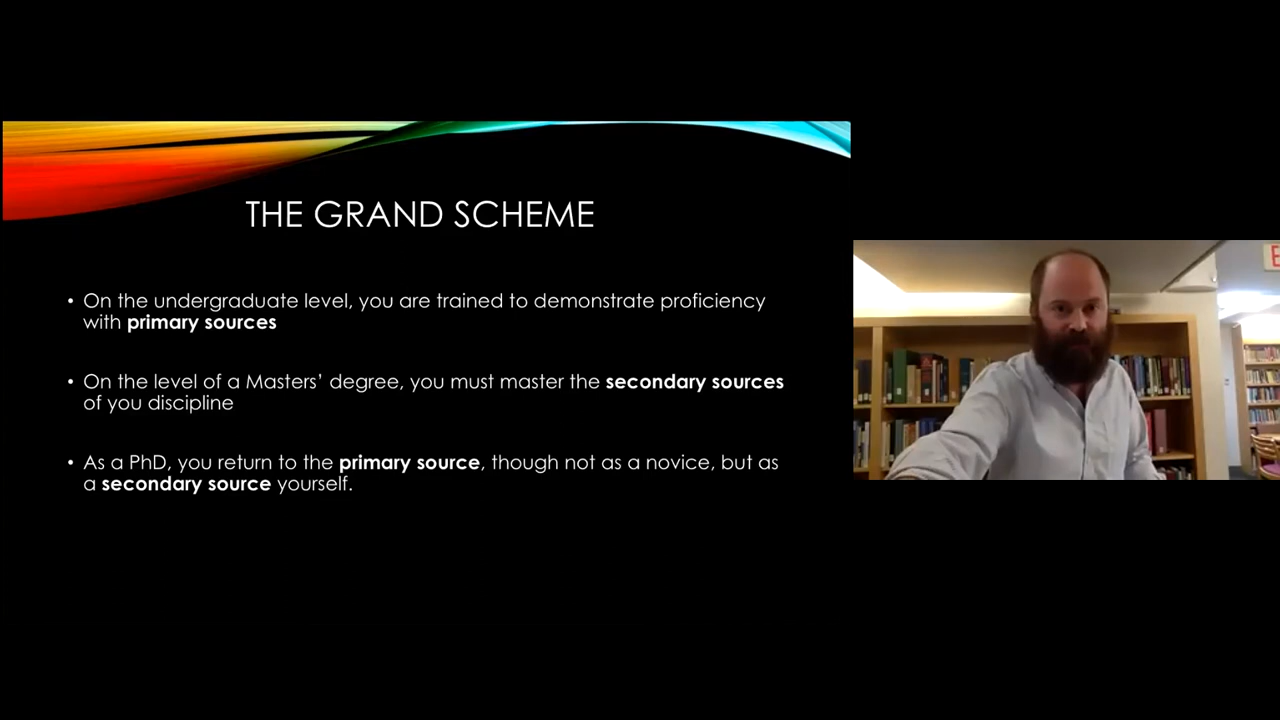 THE GRAND SCHEME
• On the undergraduate level, you are trained to demonstrate proficiency
with primary sources
• On the level of a Masters’ degree, you must master the secondary sources
of you discipline
• As a PhD, you return to the primary source, though not as a novice, but as
a secondary source yourself.
E